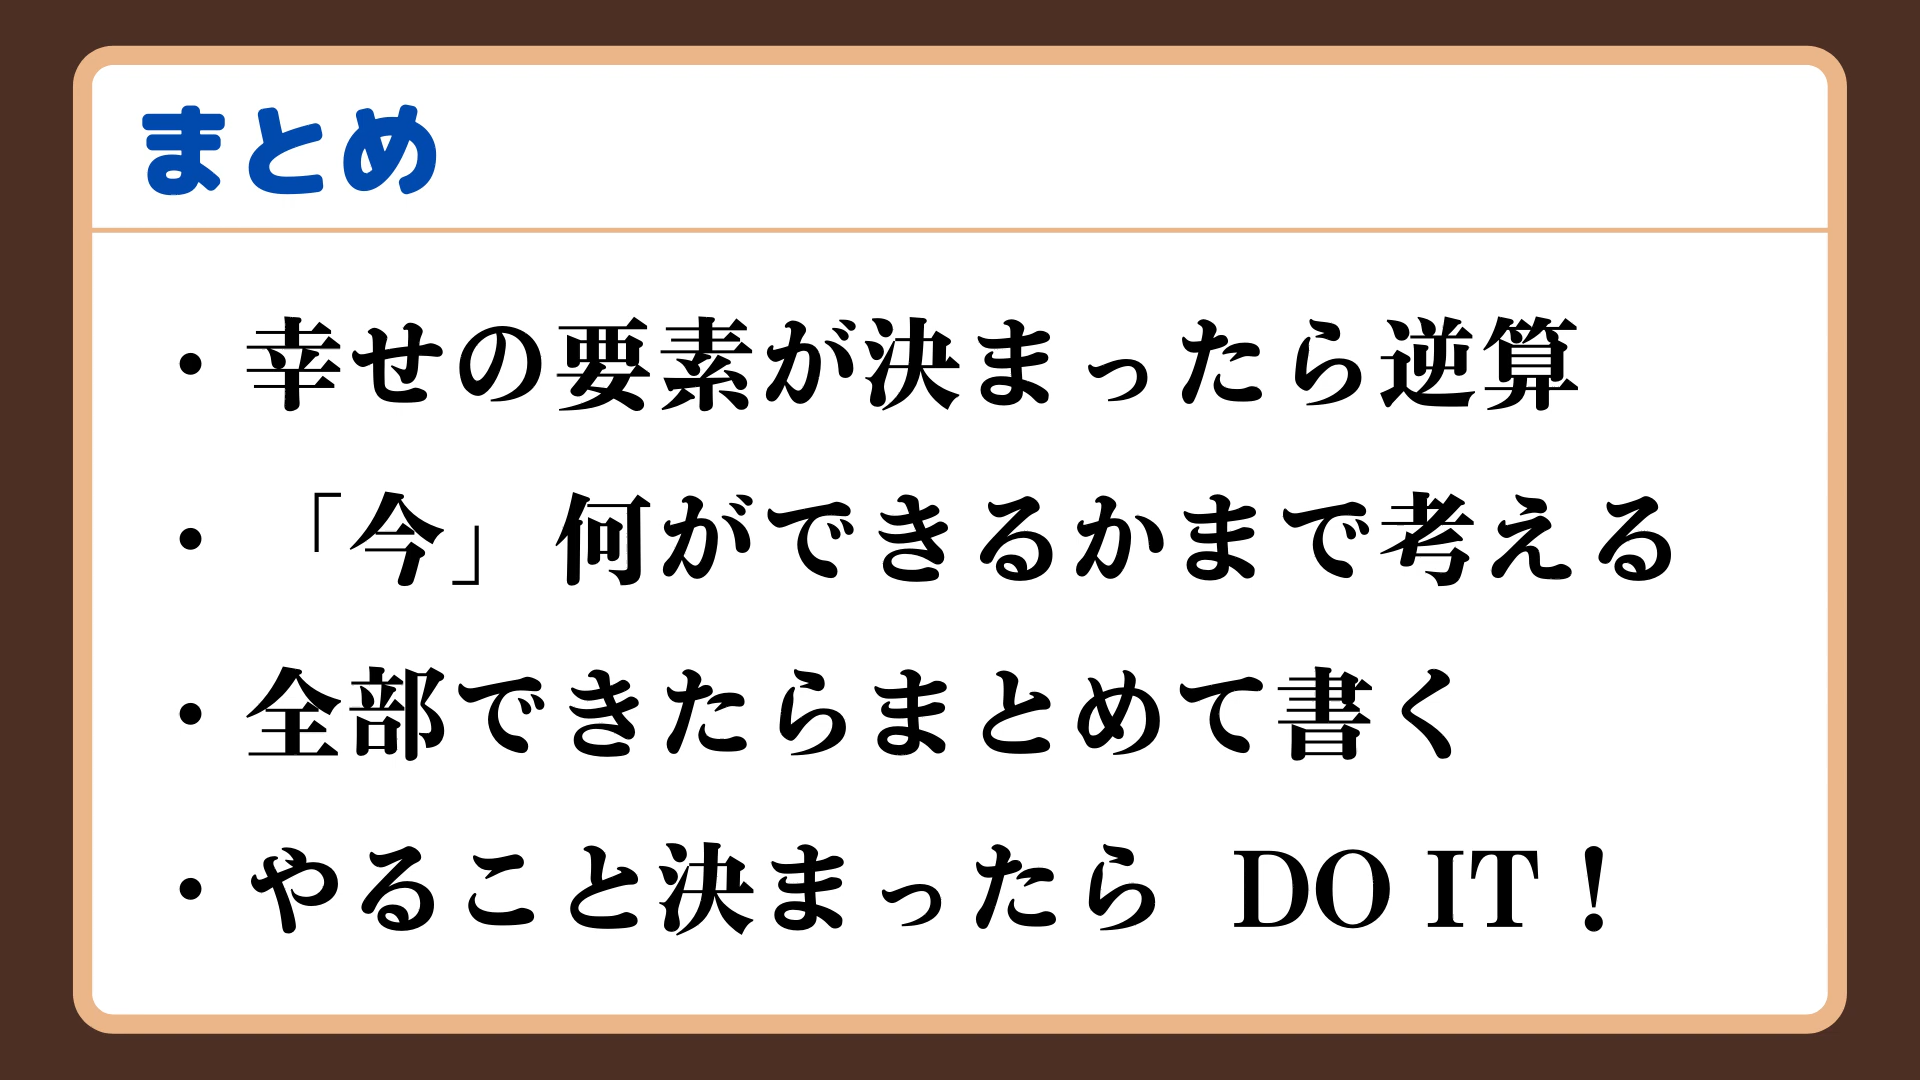 まとめ
・幸せの要素が決まったら逆算
・「今」何ができるかまで考える
・全部できたらまとめて書く
・やること決まったら DO IT！